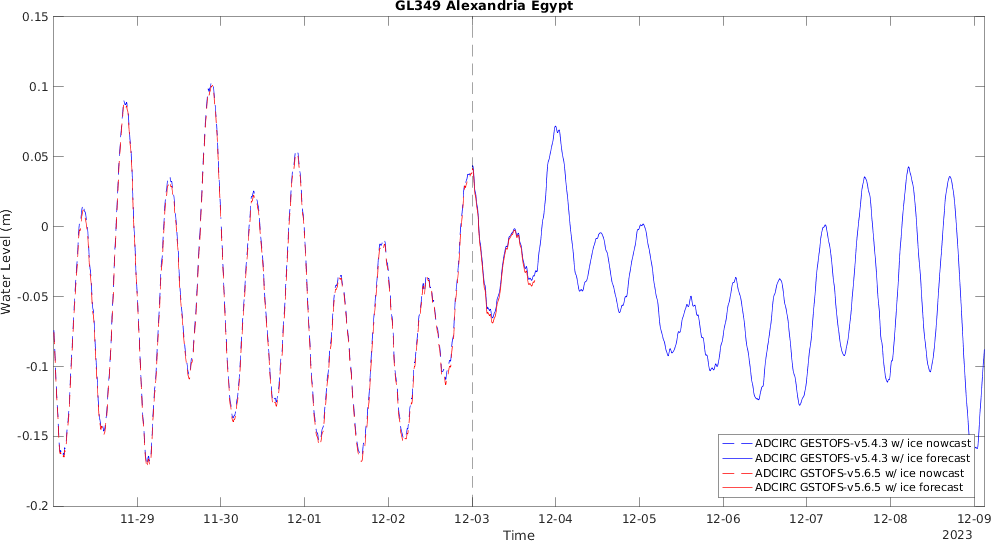 GL349 Alexandria Egypt
0.15
0.1
0.05
0
-0.05
-0.1
-0.15
-0.2
Water Level (m)
ADCIRC GESTOFS-v5.4.3 w/ ice nowcast
ADCIRC GESTOFS-v5.4.3 w/ ice forecast
ADCIRC GSTOFS-v5.6.5 w/ ice nowcast
ADCIRC GSTOFS-v5.6.5 w/ ice forecast
11-29 11-30 12-01 12-02 12-03 12-04 12-05 12-06 12-07 12-08 12-09
Time
2023